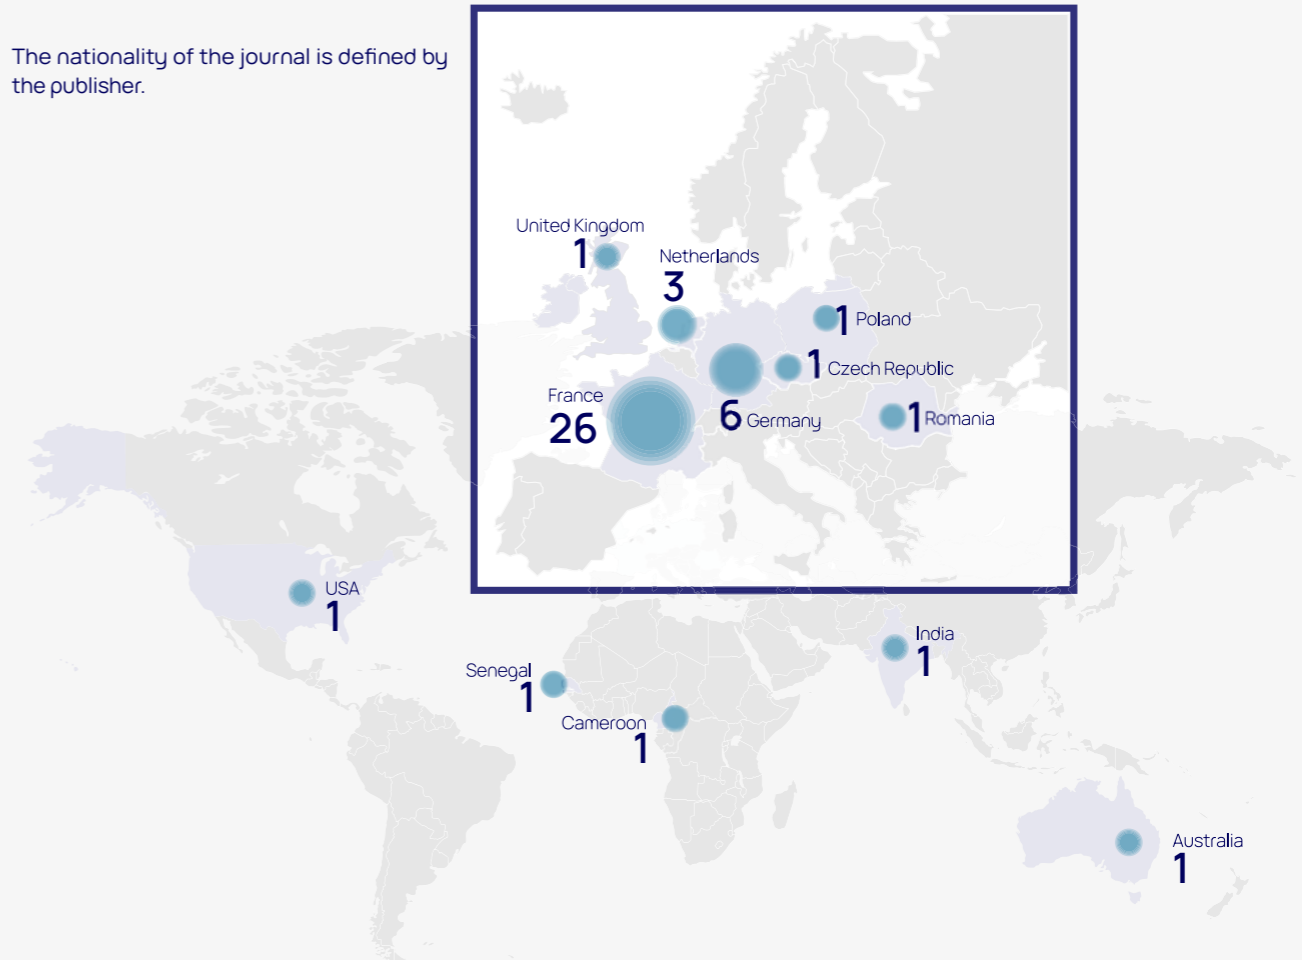 The nationality of the journal is defined by
the publisher.
United Kingdom
1
Netherlands
3
1 Poland
1 Czech Republic
France
26
6 Germany
1 Romania
USA
1
Senegal
1
Cameroon
1
India
1
Australia
1